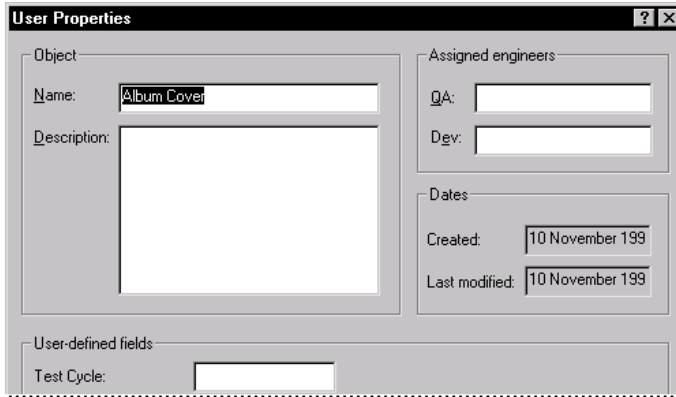 User Properties
Object
Name: Album Cover
Description:
Assigned engineers
QA:
Dev:
Dates
Created: 10 November 199
Last modified: 10 November 199
User-defined fields
Test Cycle: